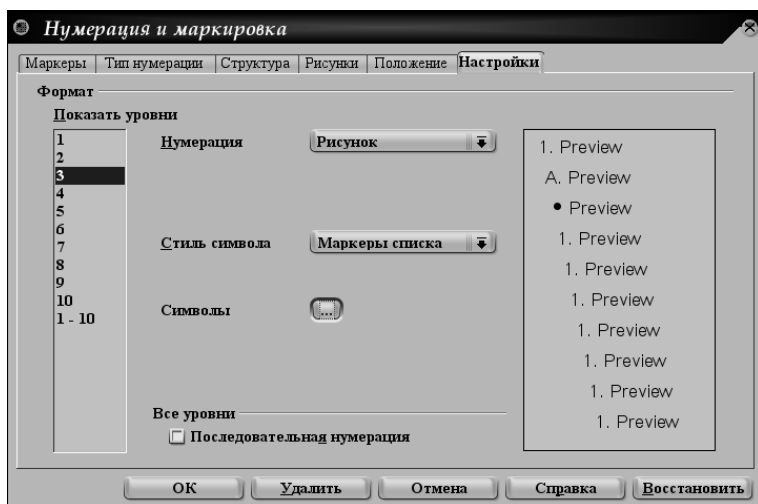 Нумерация и маркировка
Маркеры Тип нумерации Структура Рисунки Положение Настройки
Формат
Показать уровни
1
2
3
4
5
6
7
8
9
10
1 - 10
Нумерация Рисунок
Стиль символа Маркеры списка
Символы ...
Все уровни
Последовательная нумерация
1. Preview
A. Preview
• Preview
1. Preview
1. Preview
1. Preview
1. Preview
1. Preview
1. Preview
1. Preview
ОК Удалить Отмена Справка Восстановить